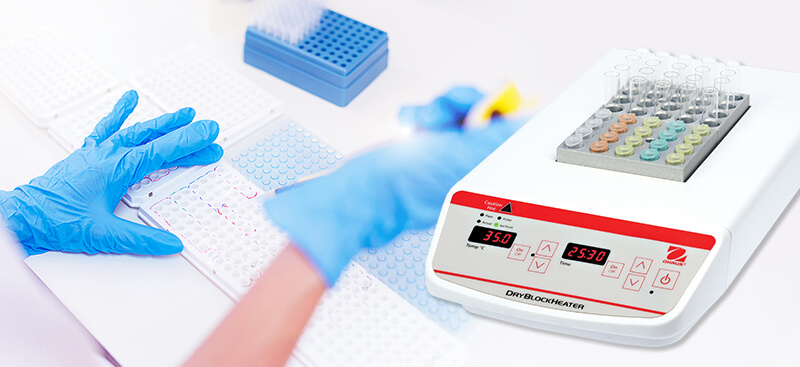 Caution
Hot
35.0
Temp °C
On
Off
25:30
Time
On
Off
OHAUS
DRYBLOCKHEATER